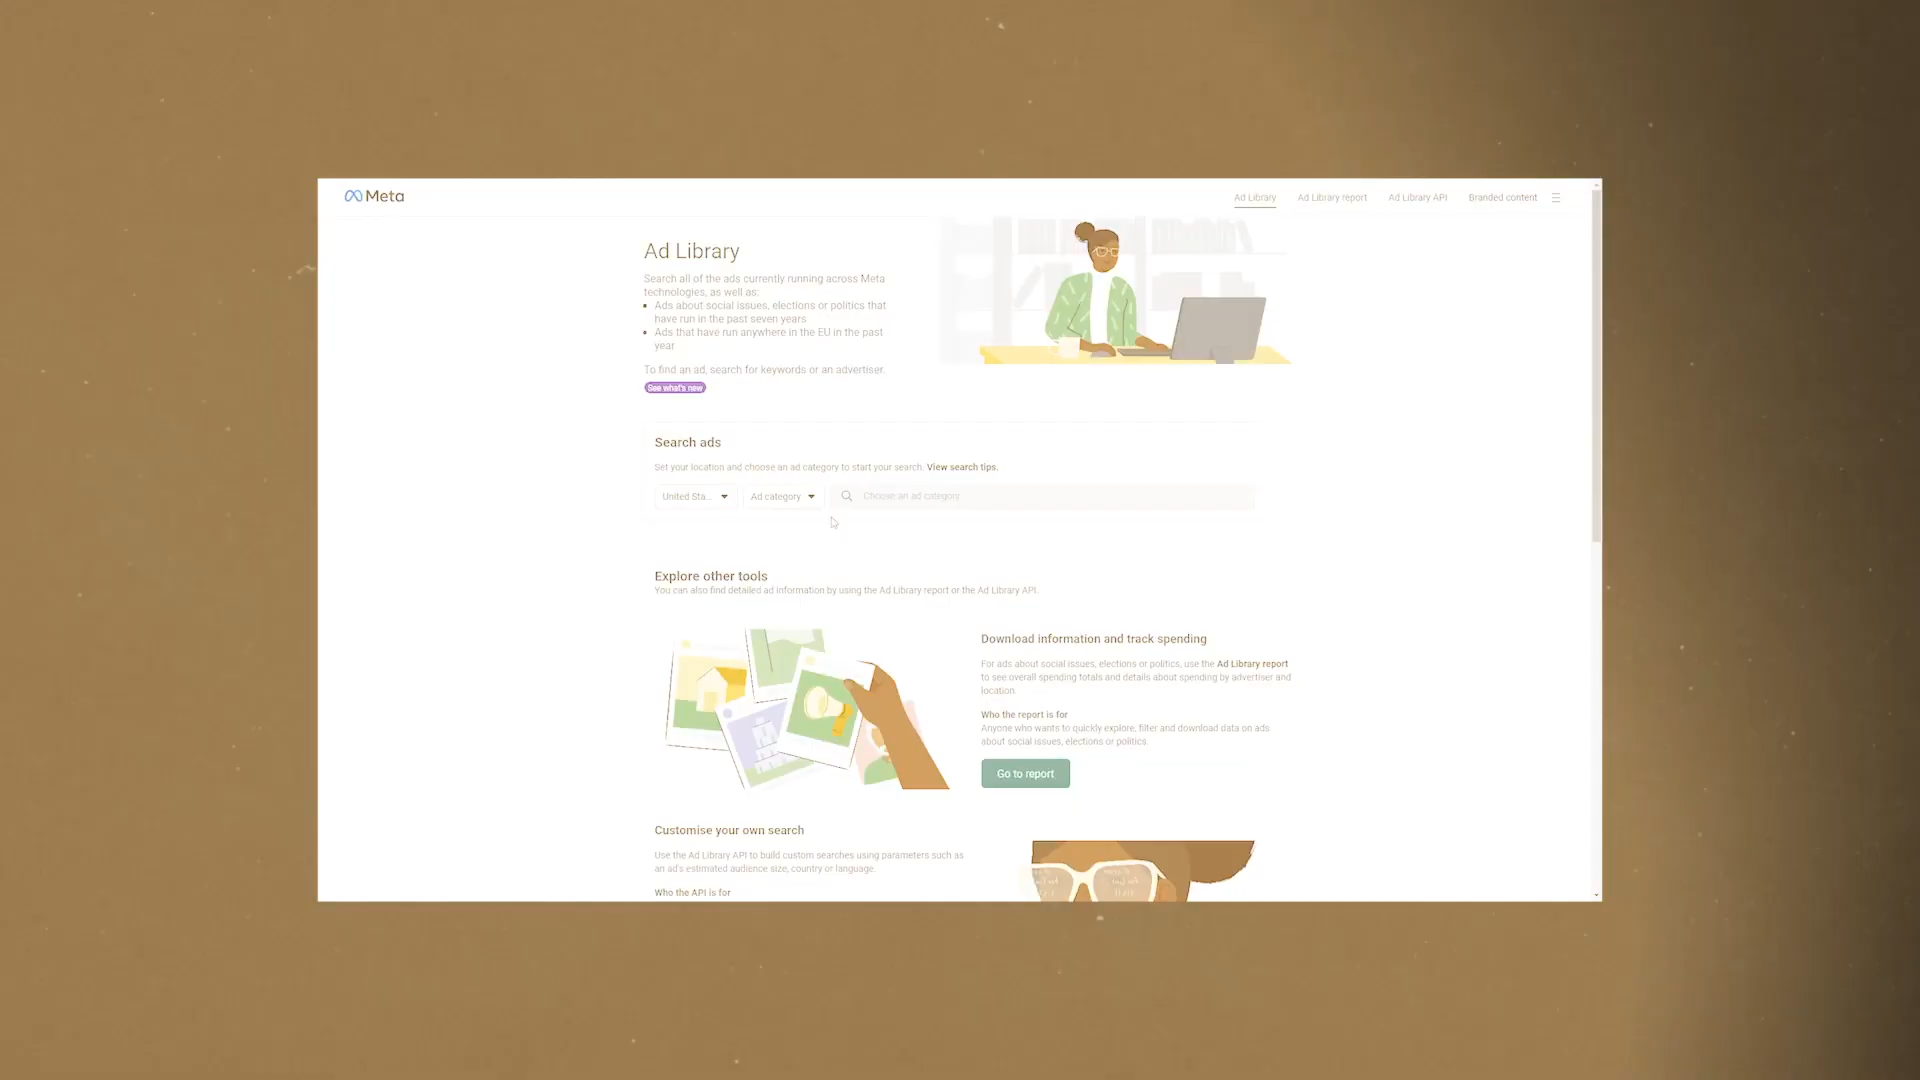 Meta
Ad Library
Ad Library report
Ad Library API
Branded content
Ad Library
Search all of the ads currently running across Meta
technologies, as well as:
Ads about social issues, elections or politics that
have run in the past seven years
Ads that have run anywhere in the EU in the past
year
To find an ad, search for keywords or an advertiser.
See what's new
Search ads
Set your location and choose an ad category to start your search. View search tips.
United Sta...
Ad category
Choose an ad category
Explore other tools
You can also find detailed ad information by using the Ad Library report or the Ad Library API.
Download information and track spending
For ads about social issues, elections or politics, use the Ad Library report
to see overall spending totals and details about spending by advertiser and
location.
Who the report is for
Anyone who wants to quickly explore, filter and download data on ads
about social issues, elections or politics.
Go to report
Customise your own search
Use the Ad Library API to build custom searches using parameters such as
an ad's estimated audience size, country or language.
Who the API is for